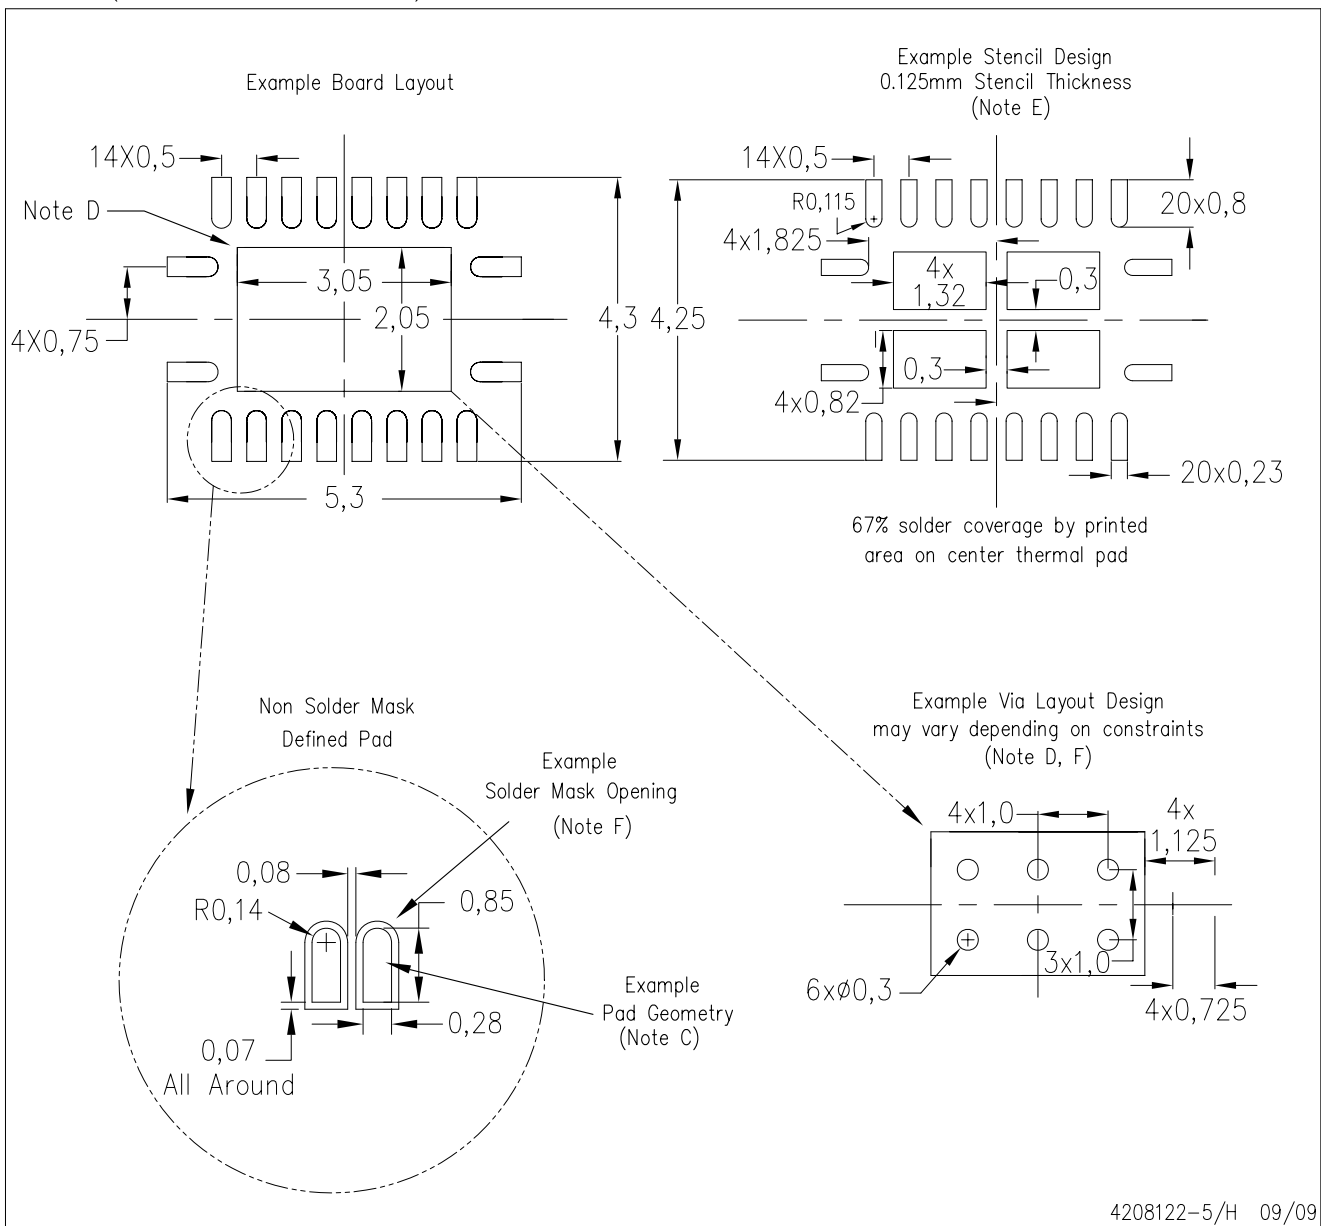 Example Board Layout
14X0,5
Note D
3,05
2,05
4X0,75
4,3
5,3
Example Stencil Design
0.125mm Stencil Thickness
(Note E)
14X0,5
R0,115
20x0,8
4x1,825
4x
1,32
0,3
4,25
0,3
4x0,82
20x0,23
67% solder coverage by printed
area on center thermal pad
Non Solder Mask
Defined Pad
Example
Solder Mask Opening
(Note F)
0,08
R0,14
0,85
Example
Pad Geometry
(Note C)
0,28
0,07
All Around
Example Via Layout Design
may vary depending on constraints
(Note D, F)
4x1,0
4x
1,125
3x1,0
6xø0,3
4x0,725
4208122-5/H 09/09